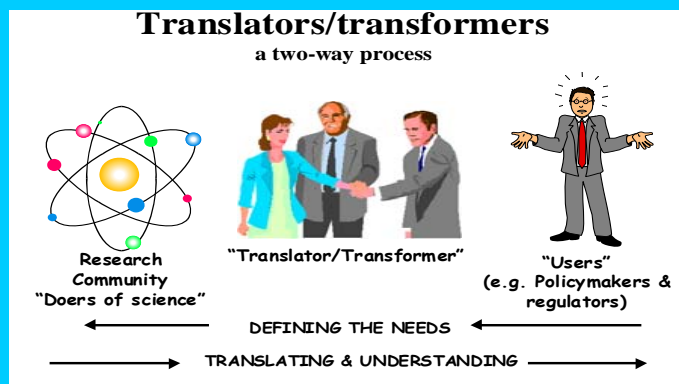 Translators/transformers
a two-way process
Research
Community
“Doers of science”
“Translator/Transformer”
“Users”
(e.g. Policymakers &
regulators)
DEFINING THE NEEDS
TRANSLATING & UNDERSTANDING